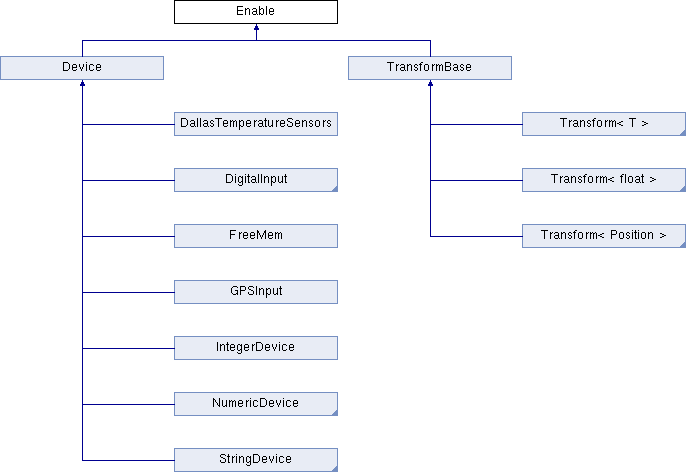 Enable
Device
TransformBase
DallasTemperatureSensors
Transform< T >
DigitalInput
Transform< float >
FreeMem
Transform< Position >
GPSInput
IntegerDevice
NumericDevice
StringDevice